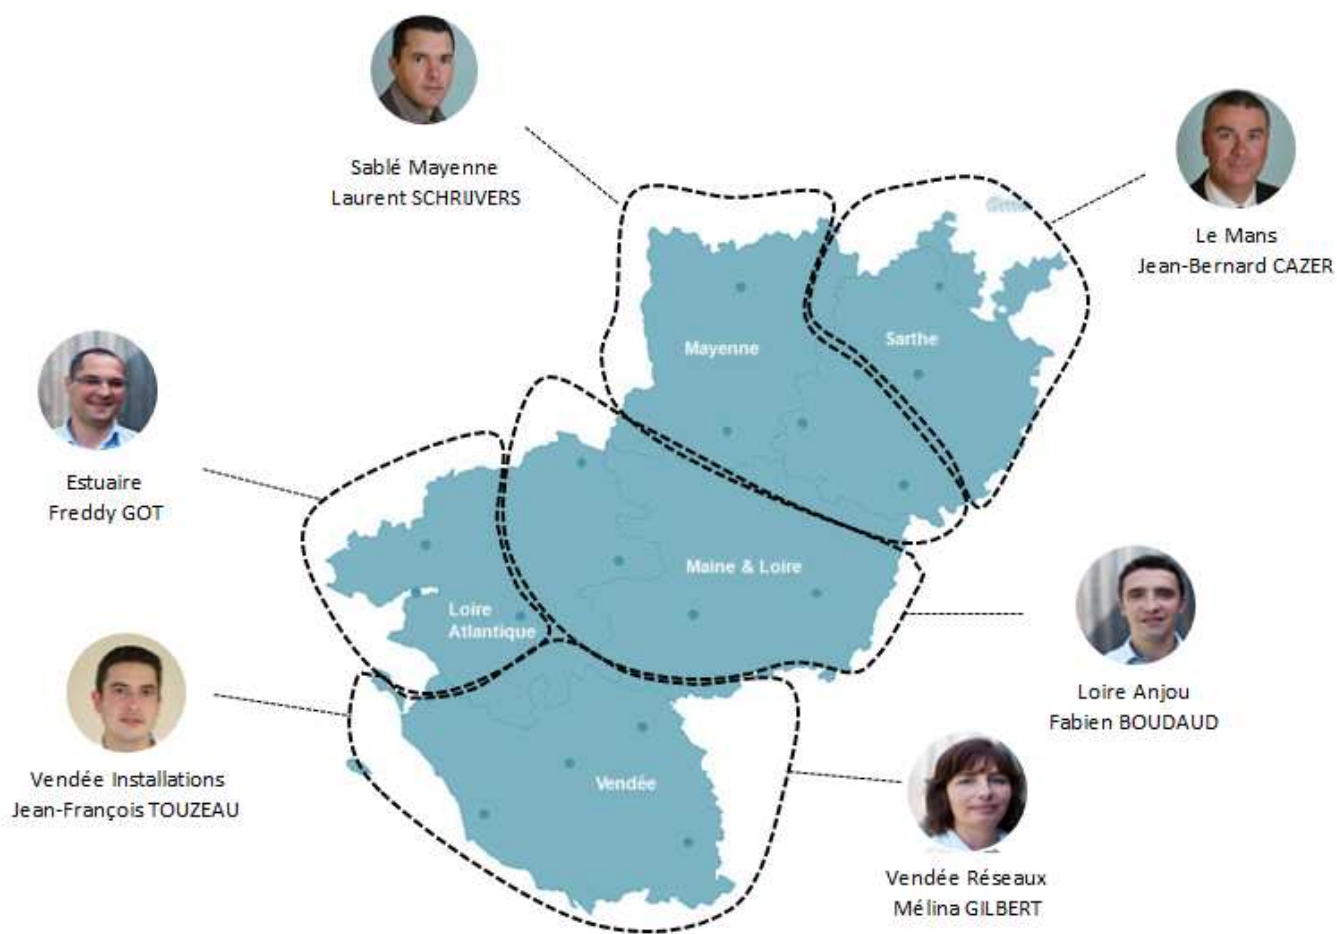 Sablé Mayenne
Laurent SCHRIJVERS
Le Mans
Jean-Bernard CAZER
Mayenne
Sarthe
Estuaire
Freddy GOT
Maine & Loire
Loire
Atlantique
Loire Anjou
Fabien BOUDAUD
Vendée Installations
Jean-François TOUZEAU
Vendée
Vendée Réseaux
Mélina GILBERT